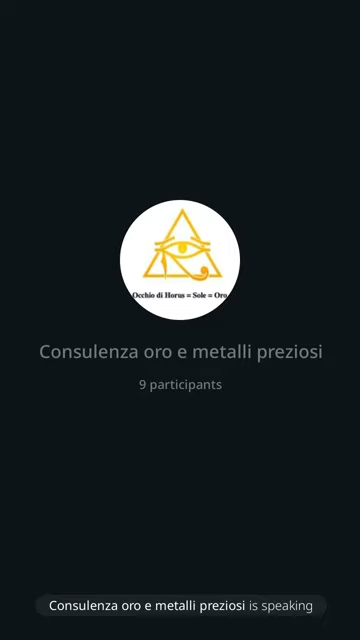 Occhio di Horus = Sole = Oro
Consulenza oro e metalli preziosi
9 participants
Consulenza oro e metalli preziosi is speaking